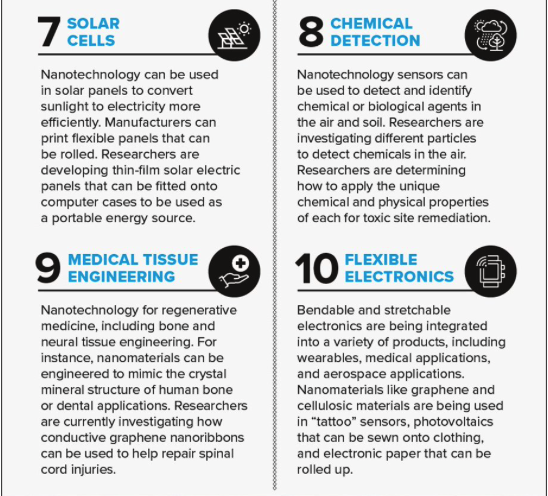 7 SOLAR
CELLS
Nanotechnology can be used
in solar panels to convert
sunlight to electricity more
efficiently. Manufacturers can
print flexible panels that can
be rolled. Researchers are
developing thin-film solar electric
panels that can be fitted onto
computer cases to be used as
a portable energy source.
8 CHEMICAL
DETECTION
Nanotechnology sensors can
be used to detect and identify
chemical or biological agents in
the air and soil. Researchers are
investigating different particles
to detect chemicals in the air.
Researchers are determining
how to apply the unique
chemical and physical properties
of each for toxic site remediation.
9 MEDICAL TISSUE
ENGINEERING
Nanotechnology for regenerative
medicine, including bone and
neural tissue engineering. For
instance, nanomaterials can be
engineered to mimic the crystal
mineral structure of human bone
or dental applications. Researchers
are currently investigating how
conductive graphene nanoribbons
can be used to help repair spinal
cord injuries.
10 FLEXIBLE
ELECTRONICS
Bendable and stretchable
electronics are being integrated
into a variety of products, including
wearables, medical applications,
and aerospace applications.
Nanomaterials like graphene and
cellulosic materials are being used
in “tattoo” sensors, photovoltaics
that can be sewn onto clothing,
and electronic paper that can be
rolled up.